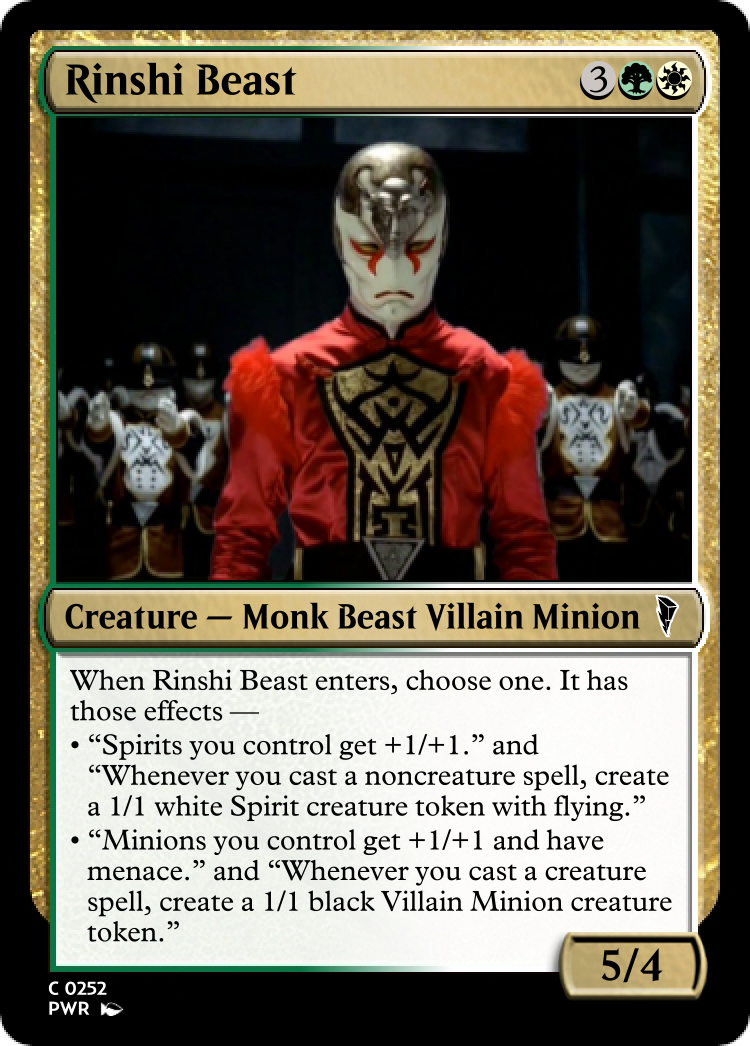 Rinshi Beast 3
Creature — Monk Beast Villain Minion
When Rinshi Beast enters, choose one. It has
those effects —
• “Spirits you control get +1/+1.” and
“Whenever you cast a noncreature spell, create
a 1/1 white Spirit creature token with flying.”
• “Minions you control get +1/+1 and have
menace.” and “Whenever you cast a creature
spell, create a 1/1 black Villain Minion creature
token.”
5/4
C 0252
PWR